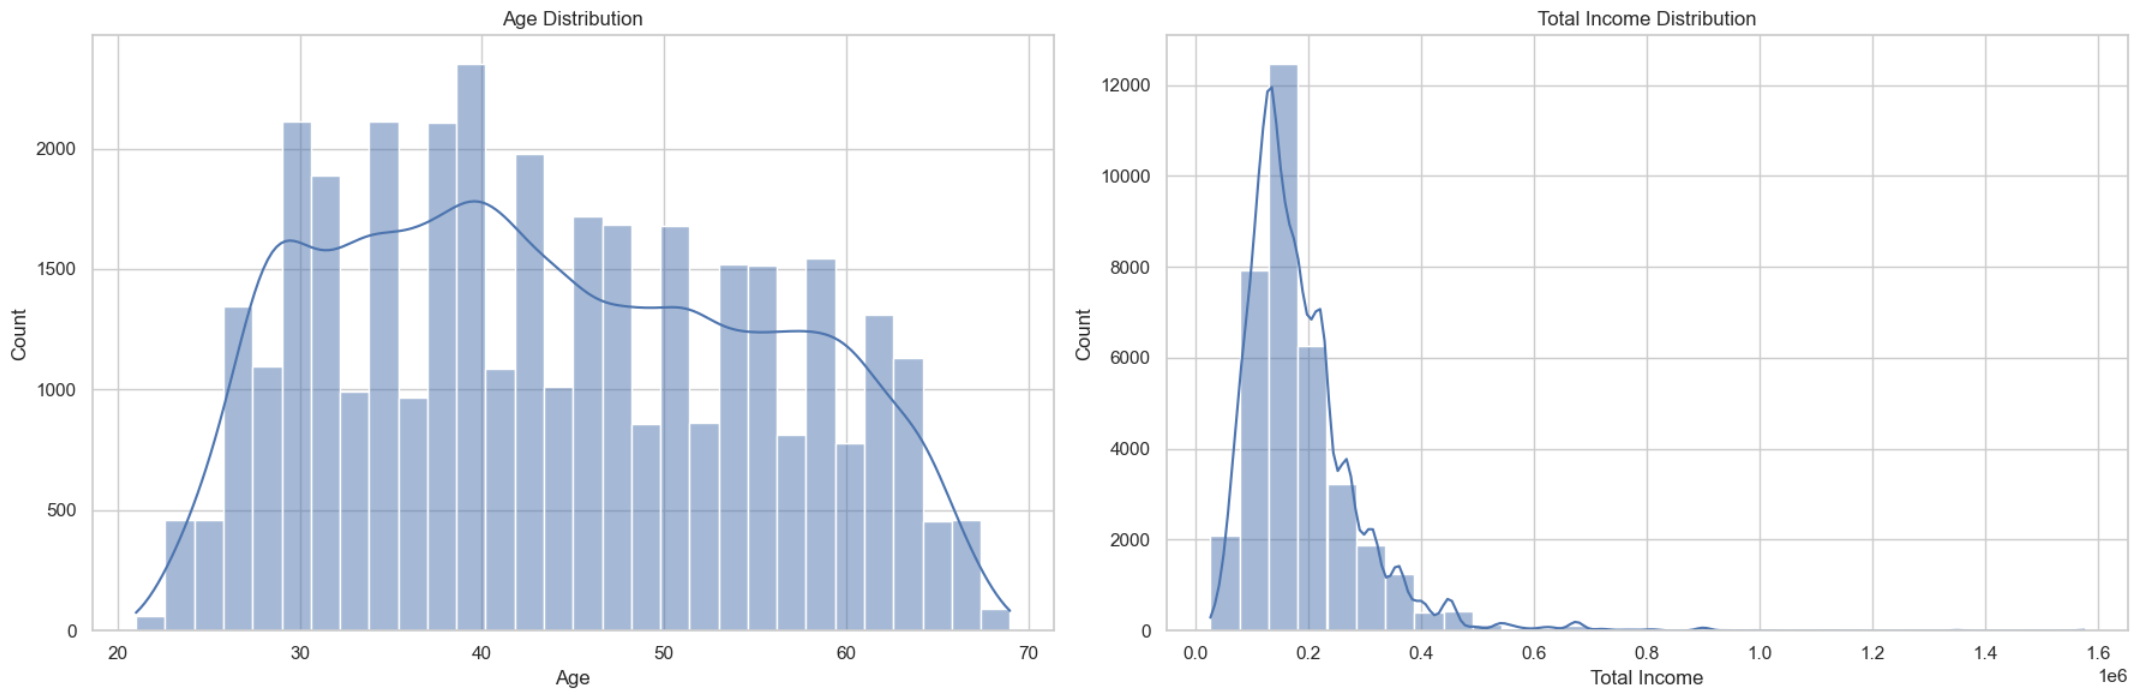 Age Distribution
Count
2000
1500
1000
500
0
20 30 40 50 60 70
Age
Total Income Distribution
Count
12000
10000
8000
6000
4000
2000
0
0.0 0.2 0.4 0.6 0.8 1.0 1.2 1.4 1.6
1e6
Total Income